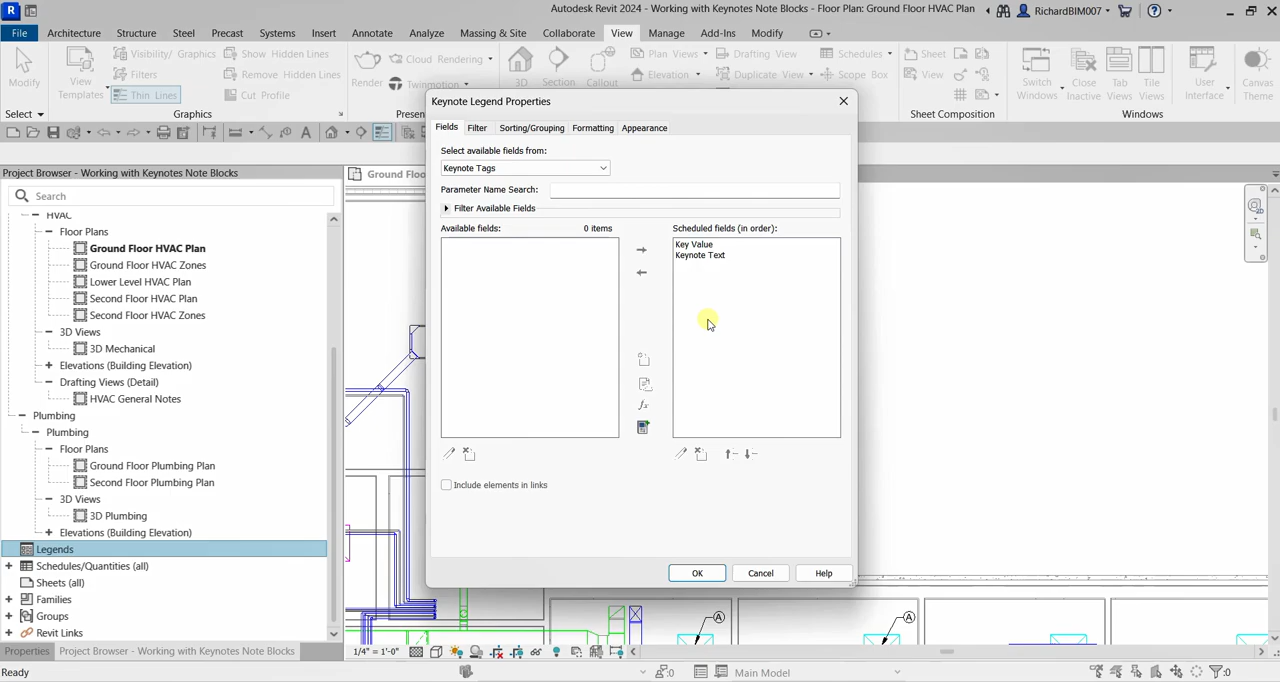 Autodesk Revit 2024 - Working with Keynotes Note Blocks - Floor Plan: Ground Floor HVAC Plan
RichardBIM007
File Architecture Structure Steel Precast Systems Insert Annotate Analyze Massing & Site Collaborate View Manage Add-Ins Modify
Modify
View
Templates
Visibility/ Graphics
Filters
Thin Lines
Show Hidden Lines
Remove Hidden Lines
Cut Profile
Render
Cloud Rendering
3D
Section
Callout
Plan Views
Elevation
Drafting View
Duplicate View
Schedules
Scope Box
Sheet
View
Switch
Windows
Close
Inactive
Tab
Views
Tile
Views
User
Interface
Canvas
Theme
Select
Graphics
Presen
Sheet Composition
Windows
Project Browser - Working with Keynotes Note Blocks
Search
HVAC
Floor Plans
Ground Floor HVAC Plan
Ground Floor HVAC Zones
Lower Level HVAC Plan
Second Floor HVAC Plan
Second Floor HVAC Zones
3D Views
3D Mechanical
Elevations (Building Elevation)
Drafting Views (Detail)
HVAC General Notes
Plumbing
Plumbing
Floor Plans
Ground Floor Plumbing Plan
Second Floor Plumbing Plan
3D Views
3D Plumbing
Elevations (Building Elevation)
Legends
Schedules/Quantities (all)
Sheets (all)
Families
Groups
Revit Links
Properties Project Browser - Working with Keynotes Note Blocks
Ground Floo
Keynote Legend Properties
Fields Filter Sorting/Grouping Formatting Appearance
Select available fields from:
Keynote Tags
Parameter Name Search:
Filter Available Fields
Available fields: 0 items
Scheduled fields (in order):
Key Value
Keynote Text
Include elements in links
OK Cancel Help
A
A
1/4" = 1'-0"
Ready
:0
Main Model
:0